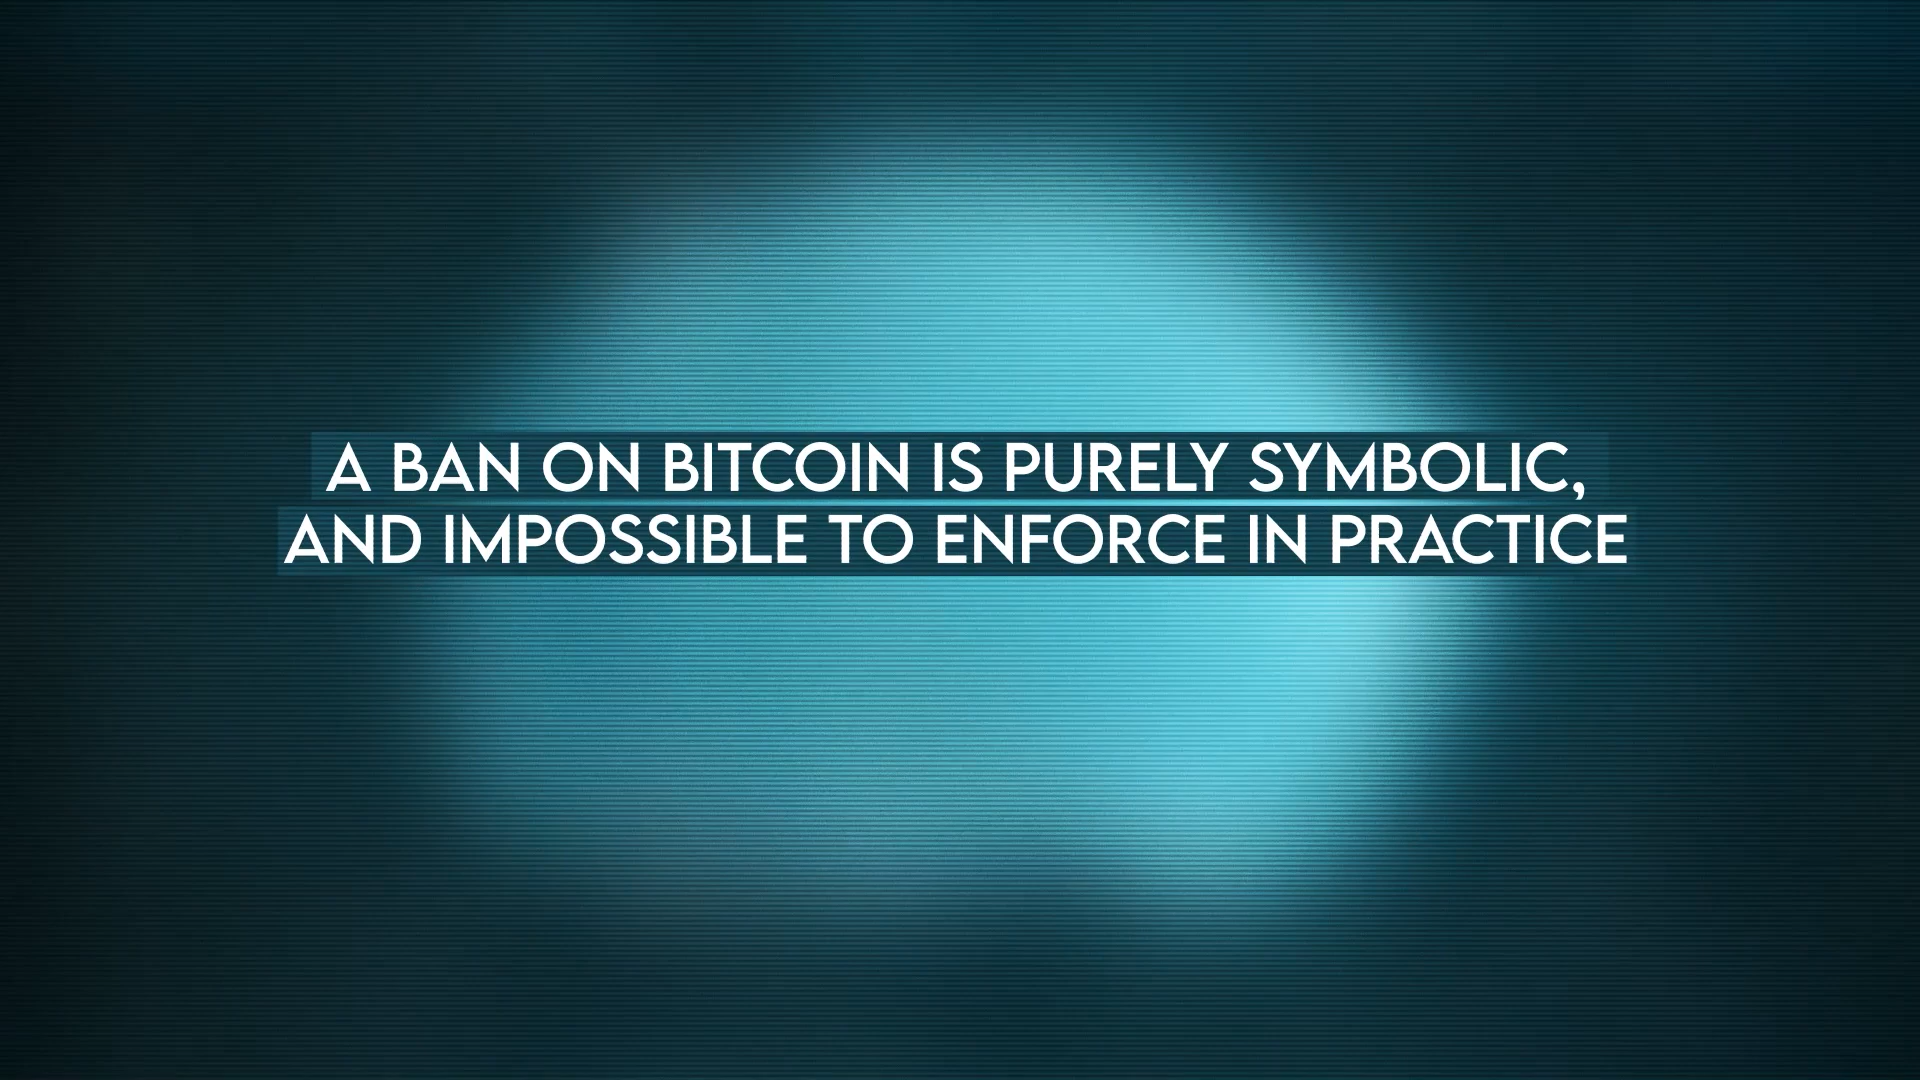 A BAN ON BITCOIN IS PURELY SYMBOLIC,
AND IMPOSSIBLE TO ENFORCE IN PRACTICE